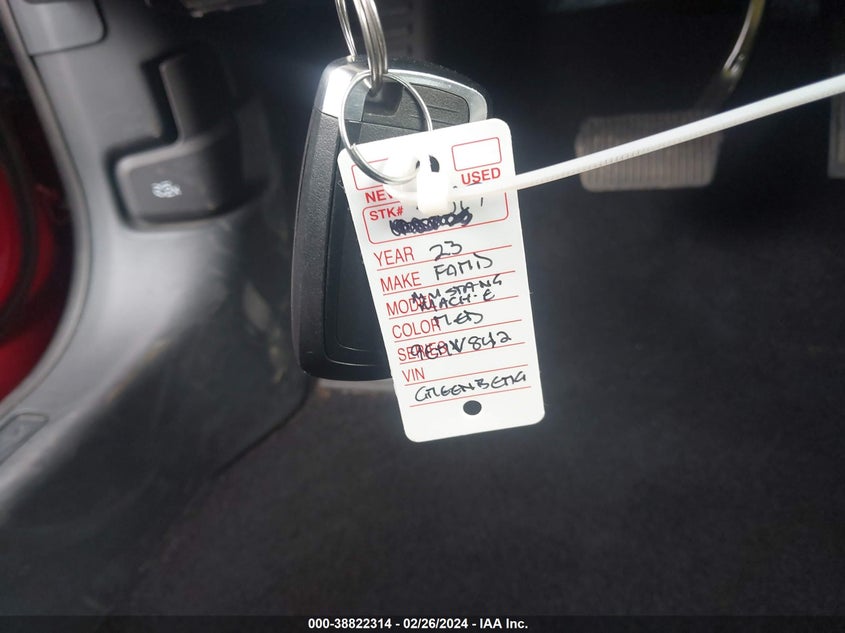 NEW USED
STK#
YEAR 23
MAKE FORD
MODEL MUSTANG
MACH-E
COLOR RED
SERIES
VIN
GREENBERG
000-38822314 - 02/26/2024 - IAA Inc.